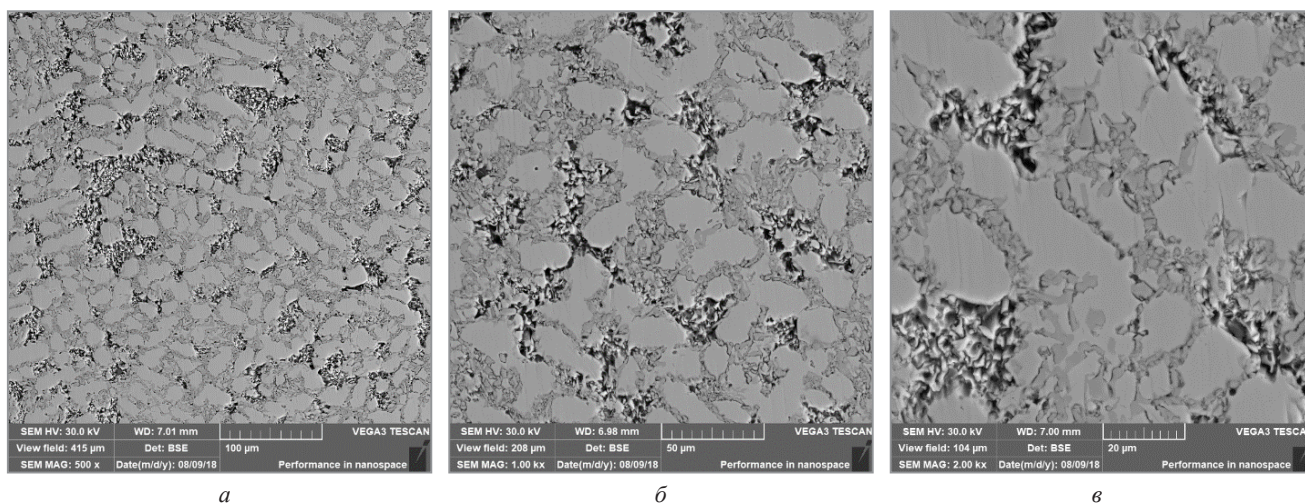 SEM HV: 30.0 kV WD: 7.01 mm VEGA3 TESCAN
View field: 415 µm Det: BSE 100 µm
SEM MAG: 500 x Date(m/d/y): 08/09/18 Performance in nanospace
а
SEM HV: 30.0 kV WD: 6.98 mm VEGA3 TESCAN
View field: 208 µm Det: BSE 50 µm
SEM MAG: 1.00 kx Date(m/d/y): 08/09/18 Performance in nanospace
б
SEM HV: 30.0 kV WD: 7.00 mm VEGA3 TESCAN
View field: 104 µm Det: BSE 20 µm
SEM MAG: 2.00 kx Date(m/d/y): 08/09/18 Performance in nanospace
в